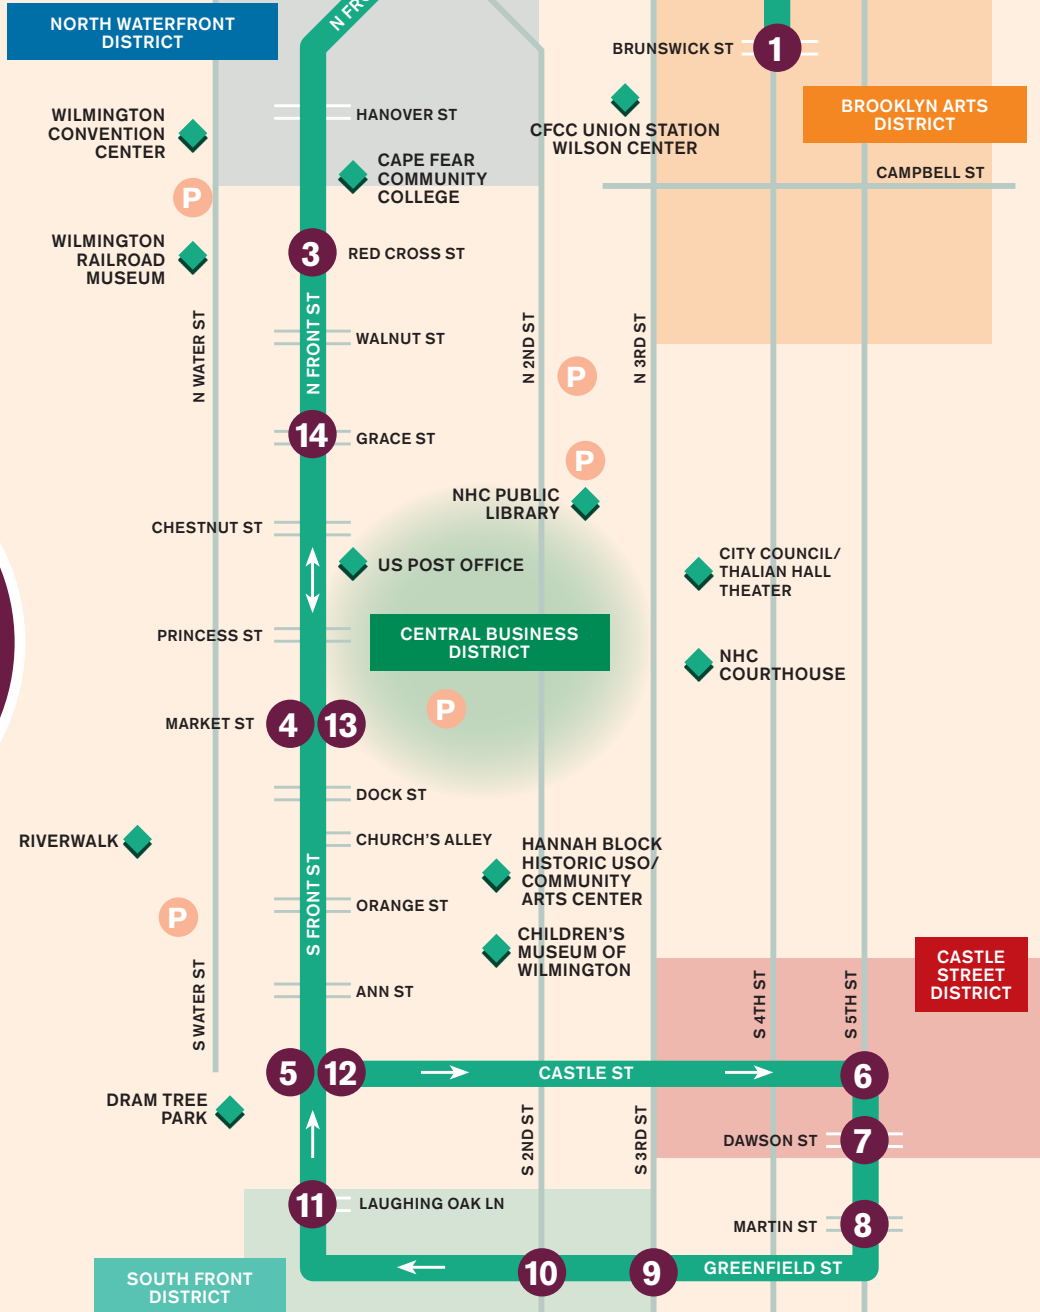 NORTH WATERFRONT
DISTRICT
N FRO
BRUNSWICK ST
1
BROOKLYN ARTS
DISTRICT
WILMINGTON
CONVENTION
CENTER
HANOVER ST
CFCC UNION STATION
WILSON CENTER
CAPE FEAR
COMMUNITY
COLLEGE
CAMPBELL ST
P
WILMINGTON
RAILROAD
MUSEUM
3
RED CROSS ST
N WATER ST
N FRONT ST
WALNUT ST
N 2ND ST
N 3RD ST
P
14
GRACE ST
P
NHC PUBLIC
LIBRARY
CHESTNUT ST
US POST OFFICE
CITY COUNCIL/
THALIAN HALL
THEATER
PRINCESS ST
CENTRAL BUSINESS
DISTRICT
NHC
COURTHOUSE
MARKET ST
4
13
P
DOCK ST
RIVERWALK
CHURCH'S ALLEY
HANNAH BLOCK
HISTORIC USO/
COMMUNITY
ARTS CENTER
P
S FRONT ST
ORANGE ST
CHILDREN'S
MUSEUM OF
WILMINGTON
S WATER ST
ANN ST
S 4TH ST
S 5TH ST
CASTLE
STREET
DISTRICT
5
12
CASTLE ST
6
DRAM TREE
PARK
S 2ND ST
S 3RD ST
DAWSON ST
7
11
LAUGHING OAK LN
MARTIN ST
8
SOUTH FRONT
DISTRICT
10
9
GREENFIELD ST